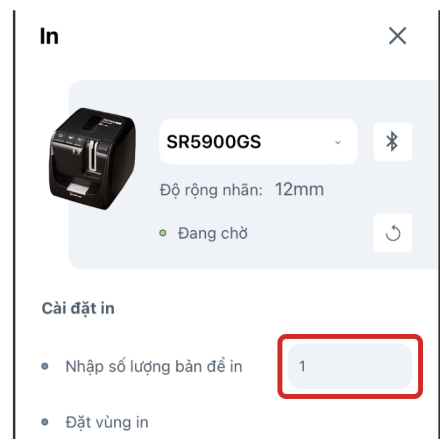 In
SR5900GS
Độ rộng nhãn: 12mm
Đang chờ
Cài đặt in
Nhập số lượng bản để in
1
Đặt vùng in